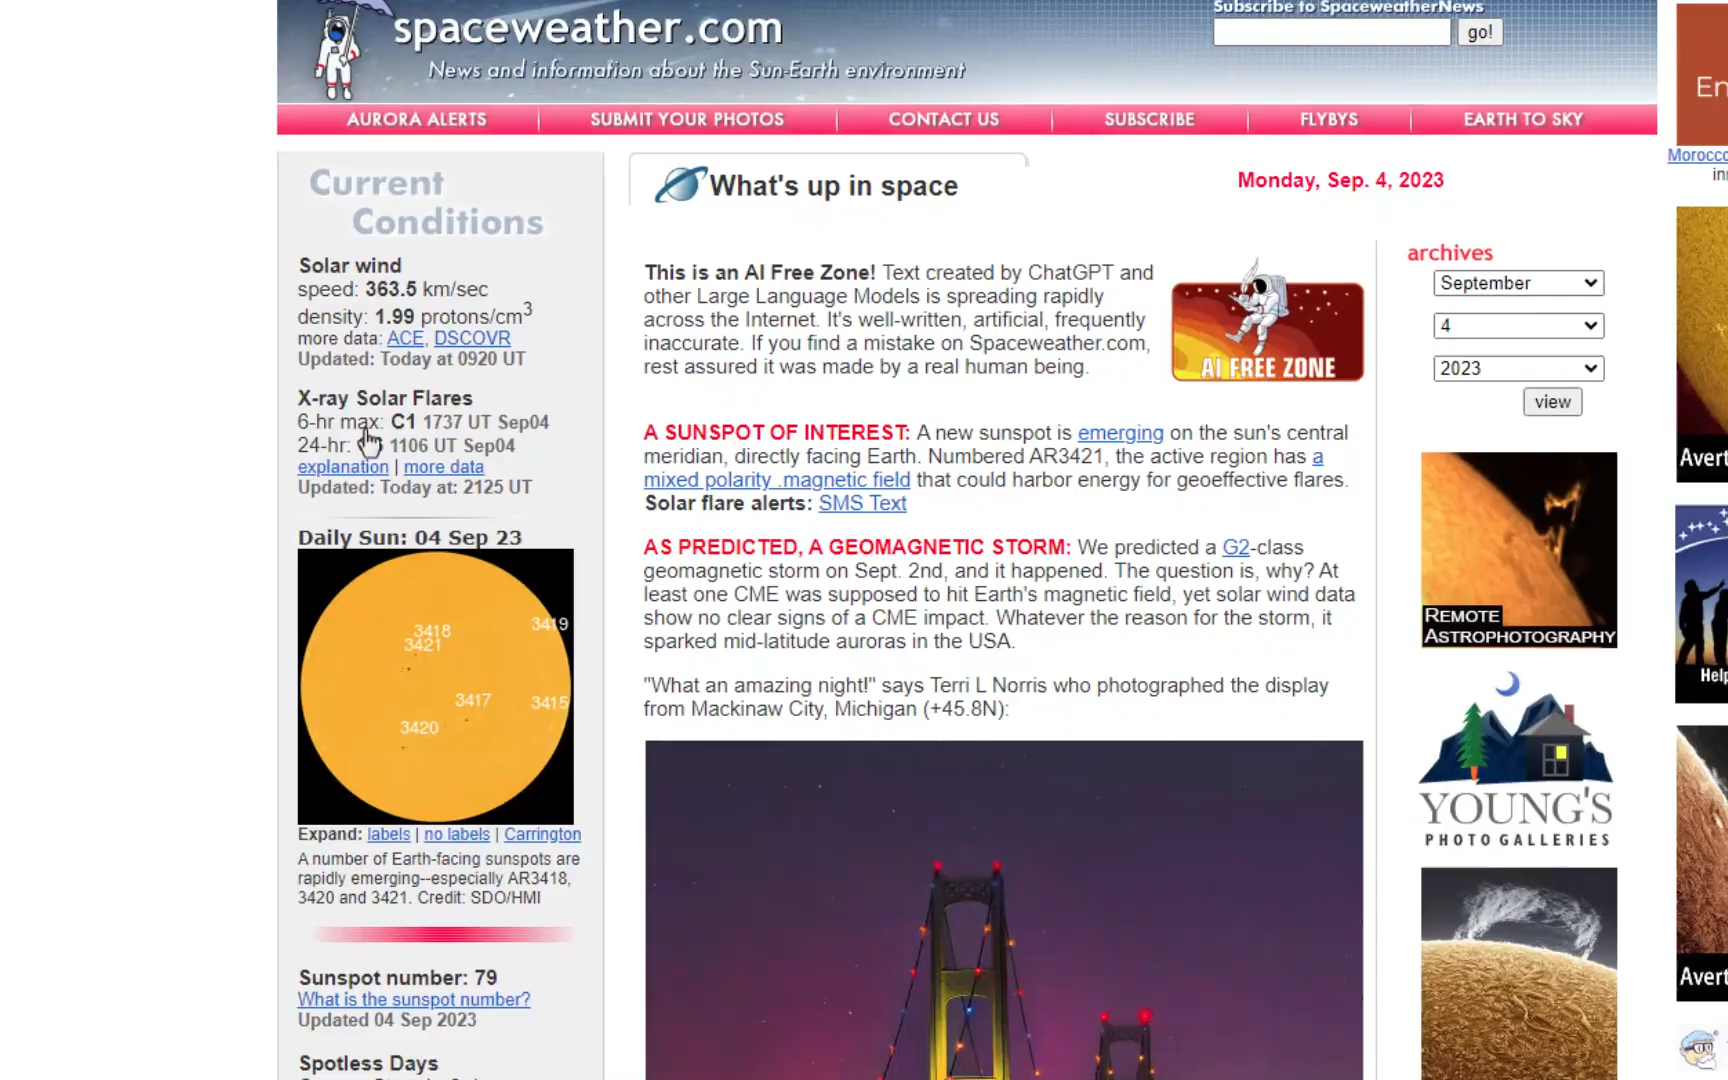 spaceweather.com
News and information about the Sun-Earth environment
Subscribe to SpaceweatherNews
go!
AURORA ALERTS
SUBMIT YOUR PHOTOS
CONTACT US
SUBSCRIBE
FLYBYS
EARTH TO SKY
Current
Conditions
Solar wind
speed: 363.5 km/sec
density: 1.99 protons/cm3
more data: ACE, DSCOVR
Updated: Today at 0920 UT
X-ray Solar Flares
6-hr max: C1 1737 UT Sep04
24-hr: 1106 UT Sep04
explanation | more data
Updated: Today at: 2125 UT
Daily Sun: 04 Sep 23
3419
3418
3421
3417
3415
3420
Expand: labels | no labels | Carrington
A number of Earth-facing sunspots are
rapidly emerging--especially AR3418,
3420 and 3421. Credit: SDO/HMI
Sunspot number: 79
What is the sunspot number?
Updated 04 Sep 2023
Spotless Days
What's up in space
Monday, Sep. 4, 2023
This is an AI Free Zone! Text created by ChatGPT and
other Large Language Models is spreading rapidly
across the Internet. It's well-written, artificial, frequently
inaccurate. If you find a mistake on Spaceweather.com,
rest assured it was made by a real human being.
AI FREE ZONE
A SUNSPOT OF INTEREST: A new sunspot is emerging on the sun's central
meridian, directly facing Earth. Numbered AR3421, the active region has a
mixed polarity .magnetic field that could harbor energy for geoeffective flares.
Solar flare alerts: SMS Text
AS PREDICTED, A GEOMAGNETIC STORM: We predicted a G2-class
geomagnetic storm on Sept. 2nd, and it happened. The question is, why? At
least one CME was supposed to hit Earth's magnetic field, yet solar wind data
show no clear signs of a CME impact. Whatever the reason for the storm, it
sparked mid-latitude auroras in the USA.
"What an amazing night!" says Terri L Norris who photographed the display
from Mackinaw City, Michigan (+45.8N):
archives
September
4
2023
view
REMOTE
ASTROPHOTOGRAPHY
YOUNG'S
PHOTO GALLERIES
En
Morocco
in
Avert
Help
Avert